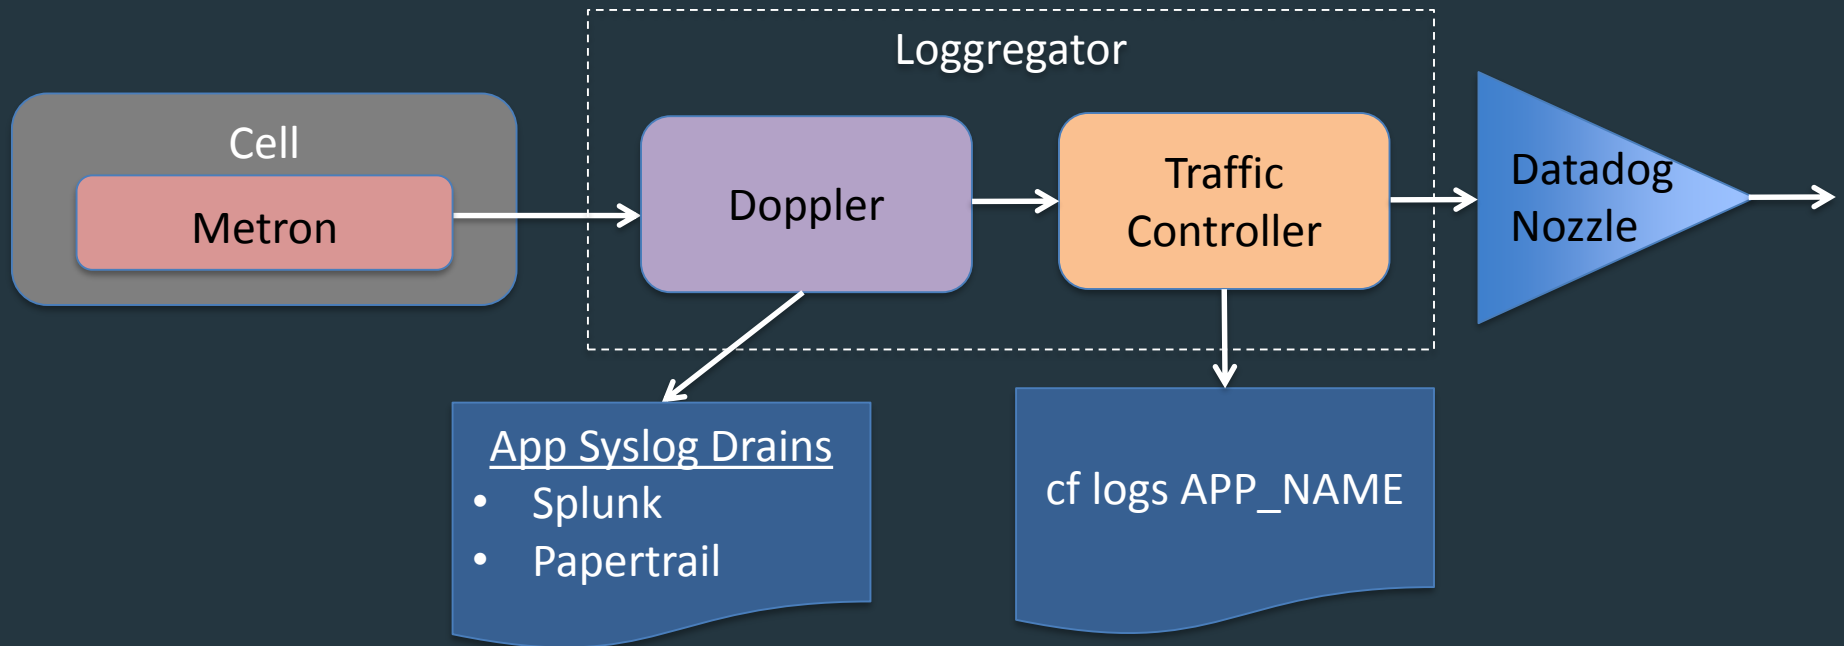 Loggregator
Cell
Metron
Doppler
Traffic
Controller
Datadog
Nozzle
App Syslog Drains
• Splunk
• Papertrail
cf logs APP_NAME